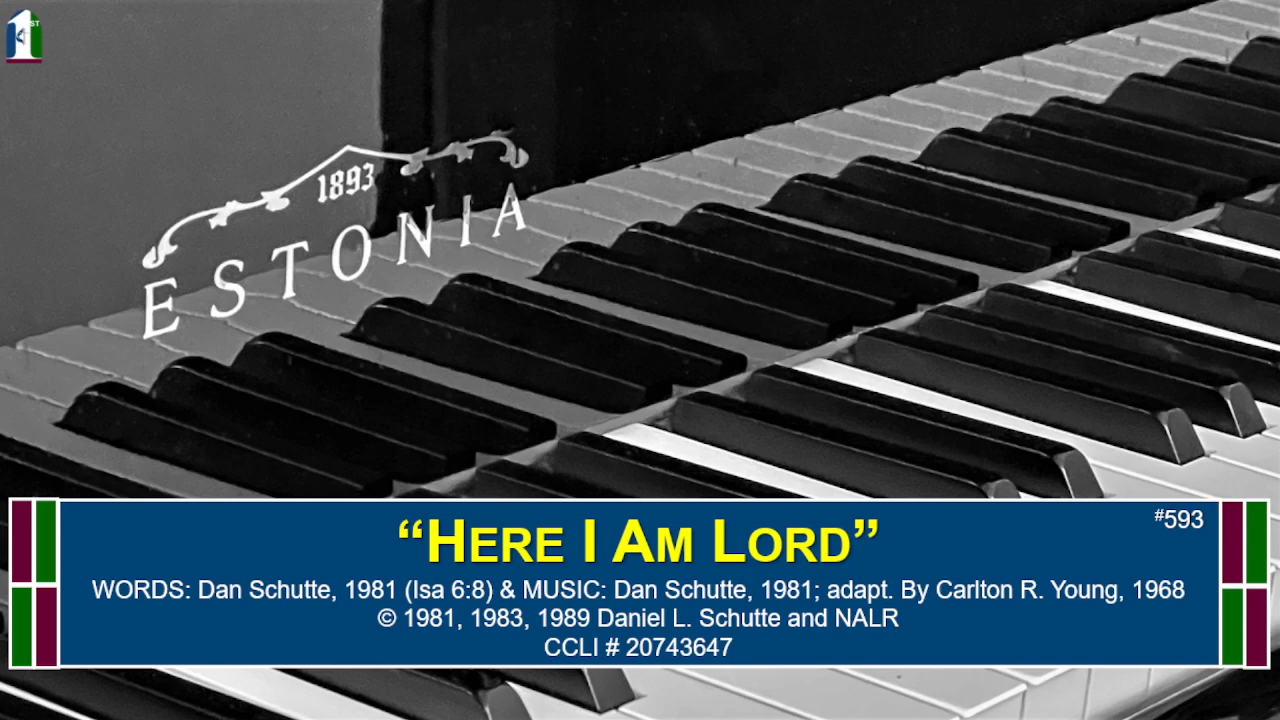 1ST
1893
ESTONIA
#593
“HERE I AM LORD”
WORDS: Dan Schutte, 1981 (Isa 6:8) & MUSIC: Dan Schutte, 1981; adapt. By Carlton R. Young, 1968
© 1981, 1983, 1989 Daniel L. Schutte and NALR
CCLI # 20743647